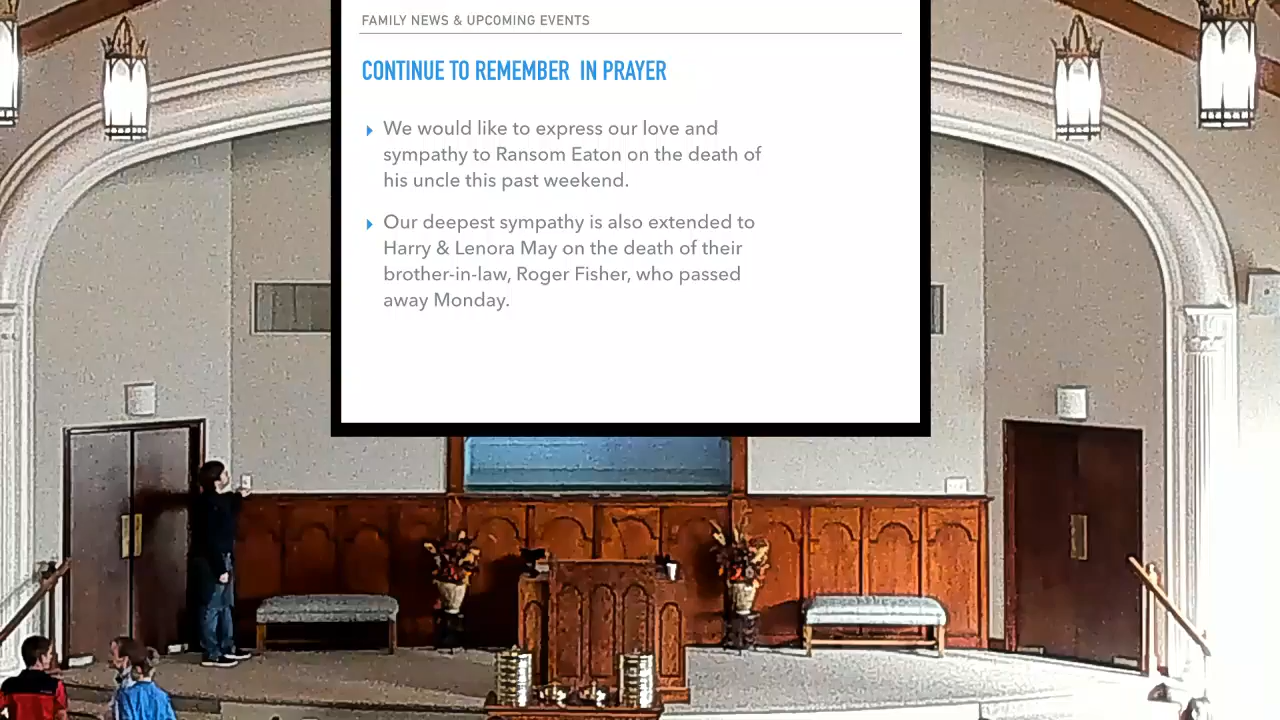 FAMILY NEWS & UPCOMING EVENTS
CONTINUE TO REMEMBER IN PRAYER
We would like to express our love and
sympathy to Ransom Eaton on the death of
his uncle this past weekend.
Our deepest sympathy is also extended to
Harry & Lenora May on the death of their
brother-in-law, Roger Fisher, who passed
away Monday.